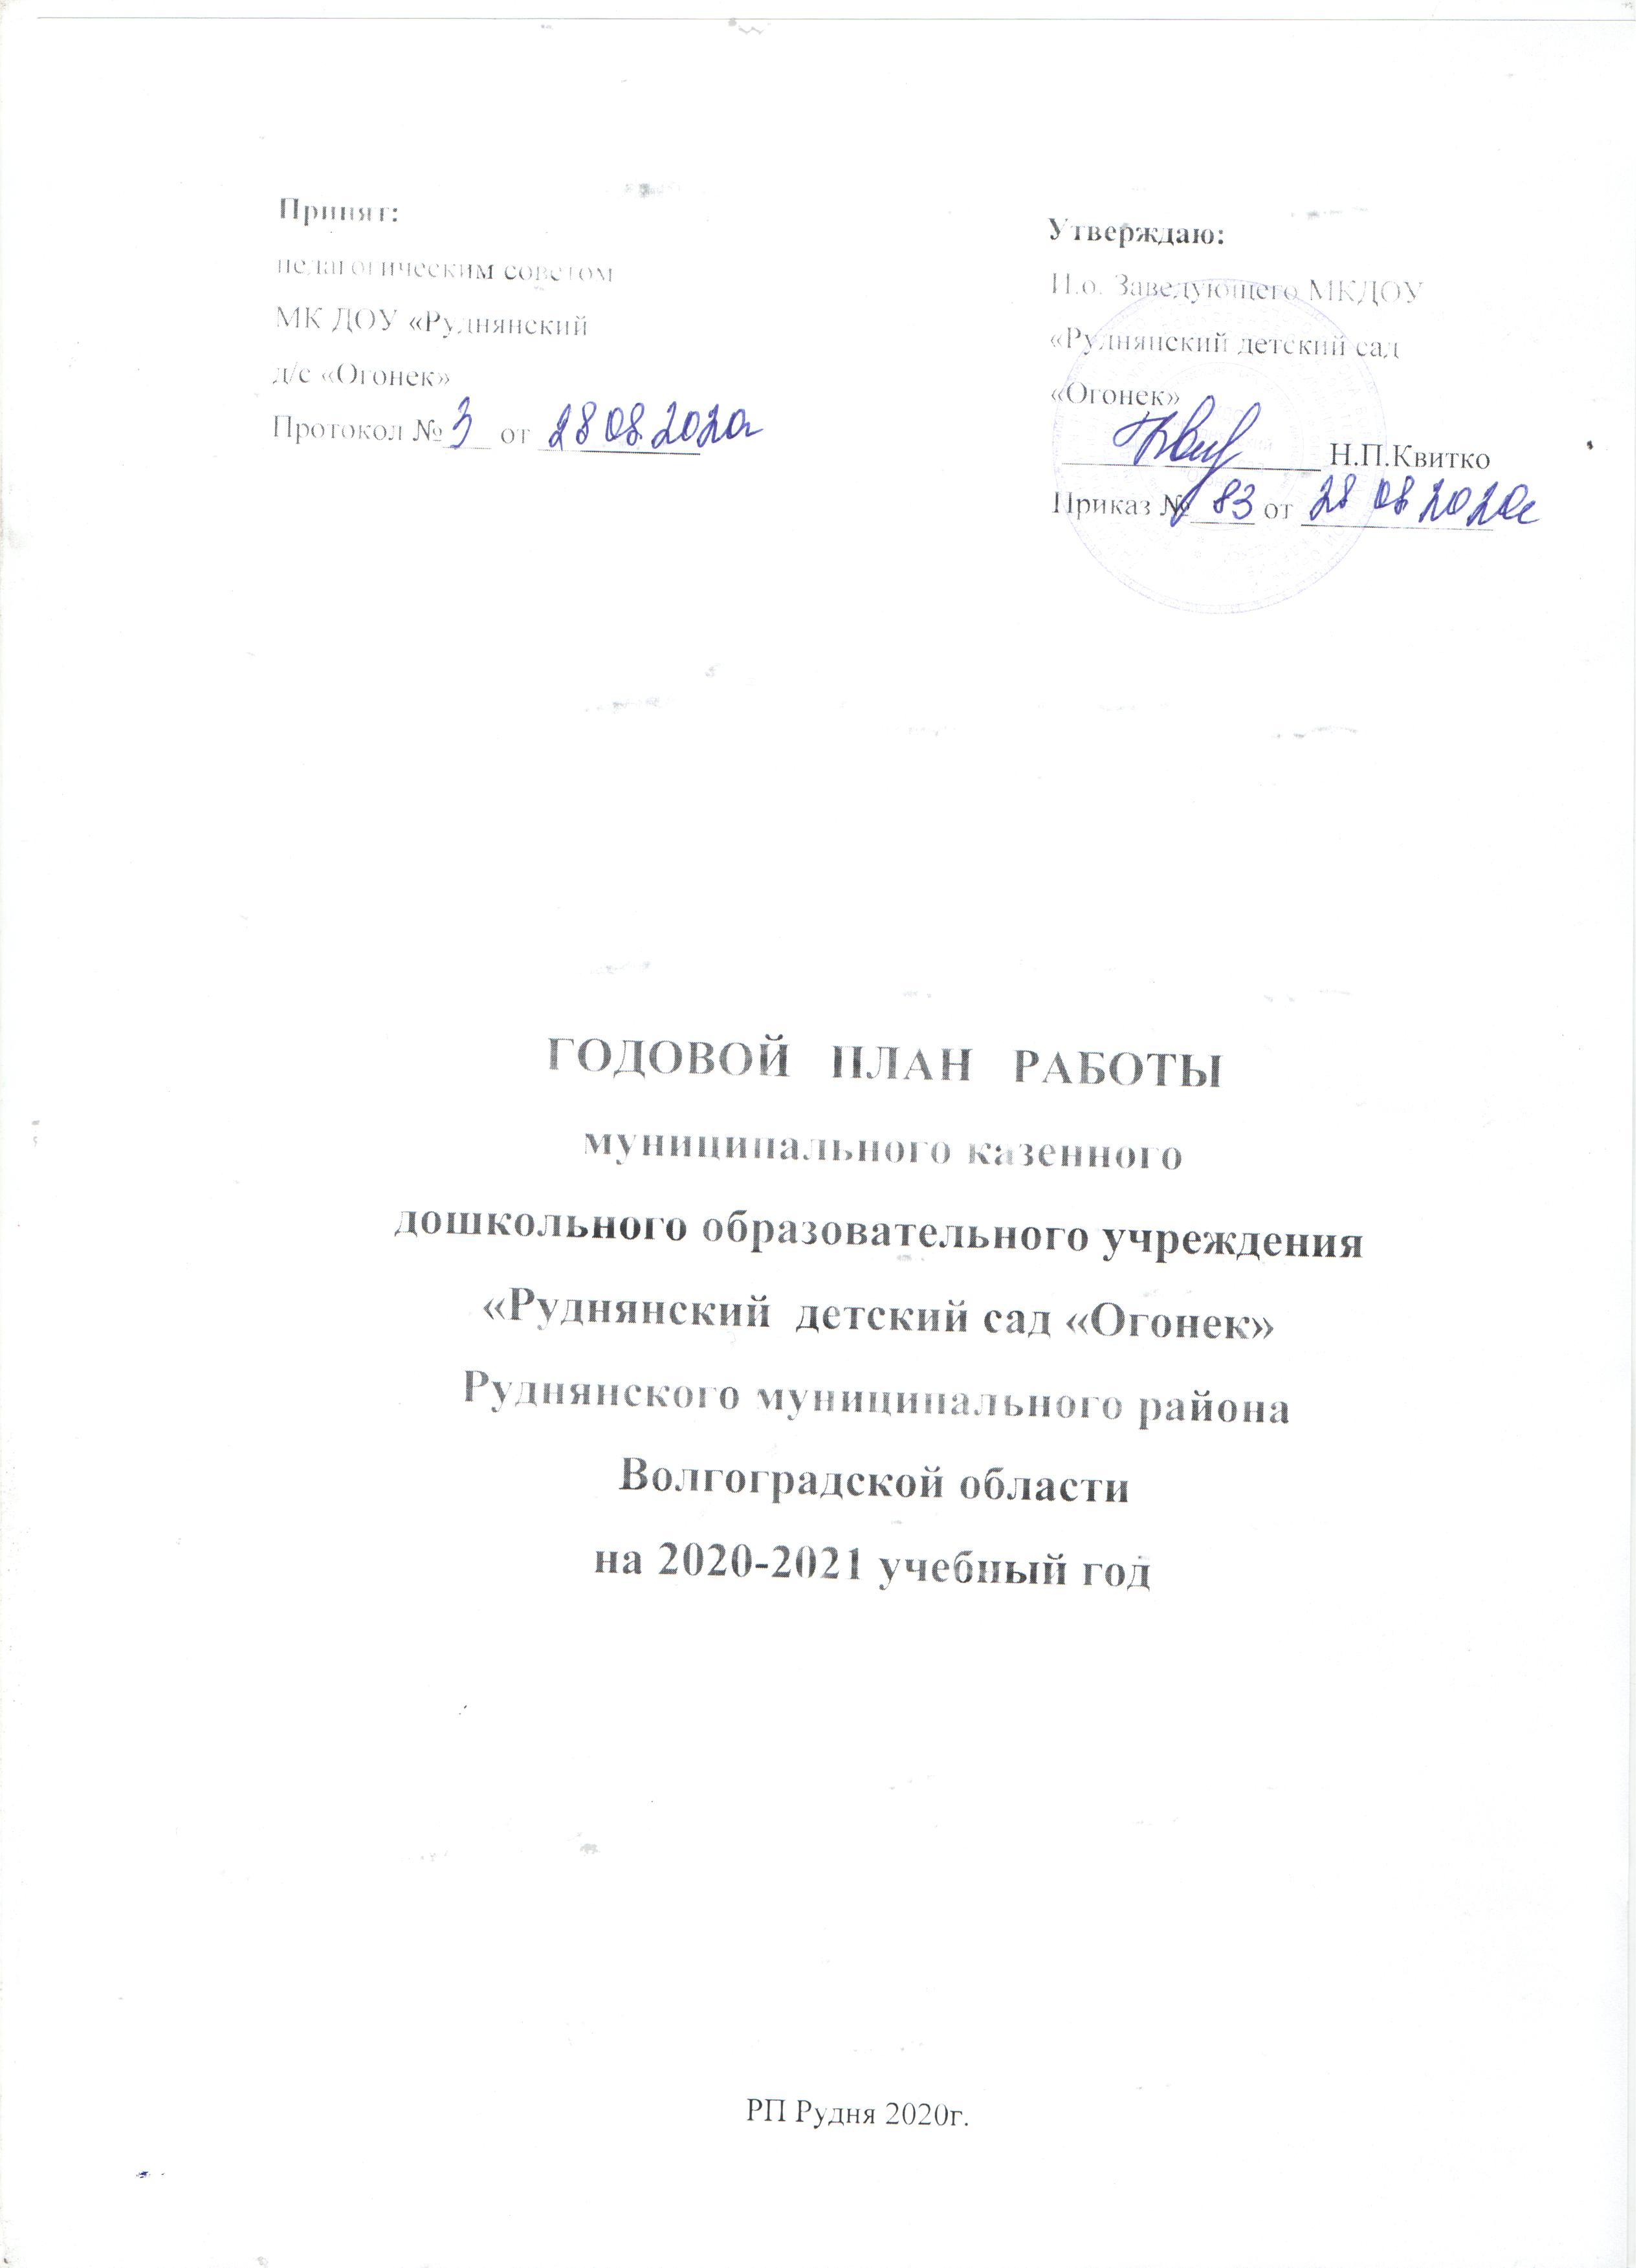 Принят:
педагогическим советом
МК ДОУ «Руднянский
д/с «Огонек»
Протокол № 3 от 28 08. 2020г
Утверждаю:
И.о. Заведующего МКДОУ
«Руднянский детский сад
«Огонек»
Н.П.Квитко
Приказ № 83 от 28 08 2020г
ГОДОВОЙ ПЛАН РАБОТЫ
муниципального казенного
дошкольного образовательного учреждения
«Руднянский детский сад «Огонек»
Руднянского муниципального района
Волгоградской области
на 2020-2021 учебный год
РП Рудня 2020г.